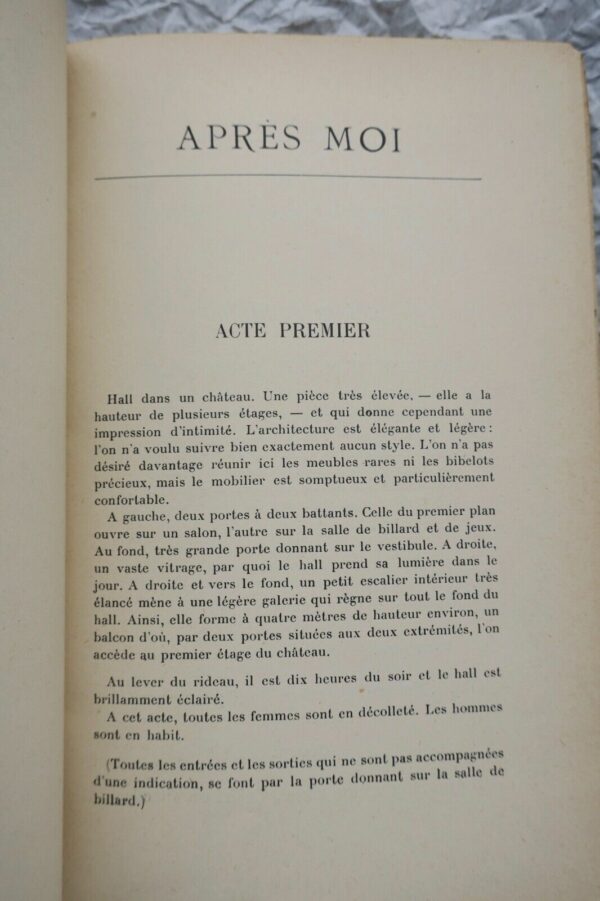 APRÈS MOI
ACTE PREMIER
Hall dans un château. Une pièce très élevée, — elle a la
hauteur de plusieurs étages, — et qui donne cependant une
impression d'intimité. L'architecture est élégante et légère :
l'on n'a voulu suivre bien exactement aucun style. L'on n'a pas
désiré davantage réunir ici les meubles rares ni les bibelots
précieux, mais le mobilier est somptueux et particulièrement
confortable.
A gauche, deux portes à deux battants. Celle du premier plan
ouvre sur un salon, l'autre sur la salle de billard et de jeux.
Au fond, très grande porte donnant sur le vestibule. A droite,
un vaste vitrage, par quoi le hall prend sa lumière dans le
jour. A droite et vers le fond, un petit escalier intérieur très
élancé mène à une légère galerie qui règne sur tout le fond du
hall. Ainsi, elle forme à quatre mètres de hauteur environ, un
balcon d'où, par deux portes situées aux deux extrémités, l'on
accède au premier étage du château.
Au lever du rideau, il est dix heures du soir et le hall est
brillamment éclairé.
A cet acte, toutes les femmes sont en décolleté. Les hommes
sont en habit.
(Toutes les entrées et les sorties qui ne sont pas accompagnées
d'une indication, se font par la porte donnant sur la salle de
billard.)